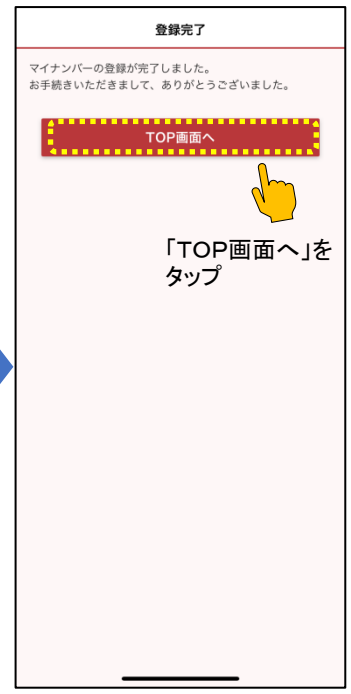 登録完了
マイナンバーの登録が完了しました。
お手続きいただきまして、ありがとうございました。
TOP画面へ
「TOP画面へ」を
タップ